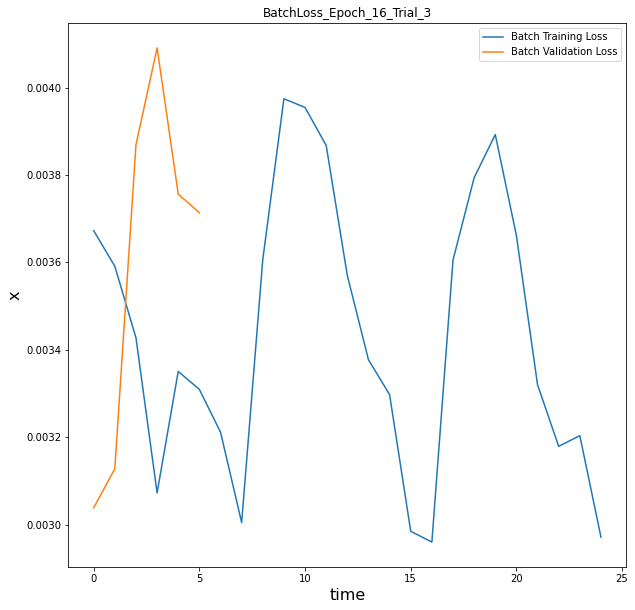 BatchLoss_Epoch_16_Trial_3
Batch Training Loss
Batch Validation Loss
0.0040
0.0038
0.0036
0.0034
0.0032
0.0030
x
0
5
10
15
20
25
time